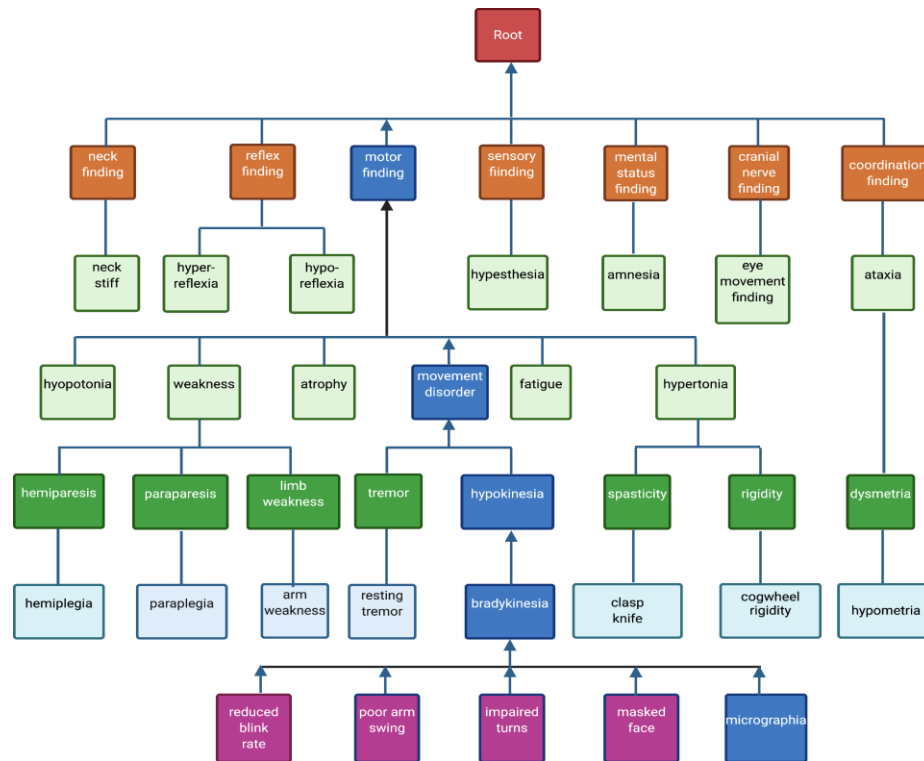 Root
neck
finding
reflex
finding
motor
finding
sensory
fiinding
mental
status
finding
cranial
nerve
finding
coordination
finding
neck
stiff
hyper-
reflexia
hypo-
reflexia
hypesthesia
amnesia
eye
movement
finding
ataxia
hyopotonia
weakness
atrophy
movement
disorder
fatigue
hypertonia
hemiparesis
paraparesis
limb
weakness
tremor
hypokinesia
spasticity
rigidity
dysmetria
hemiplegia
paraplegia
arm
weakness
resting
tremor
bradykinesia
clasp
knife
cogwheel
rigidity
hypometria
reduced
blink
rate
poor arm
swing
impaired
turns
masked
face
micrographia